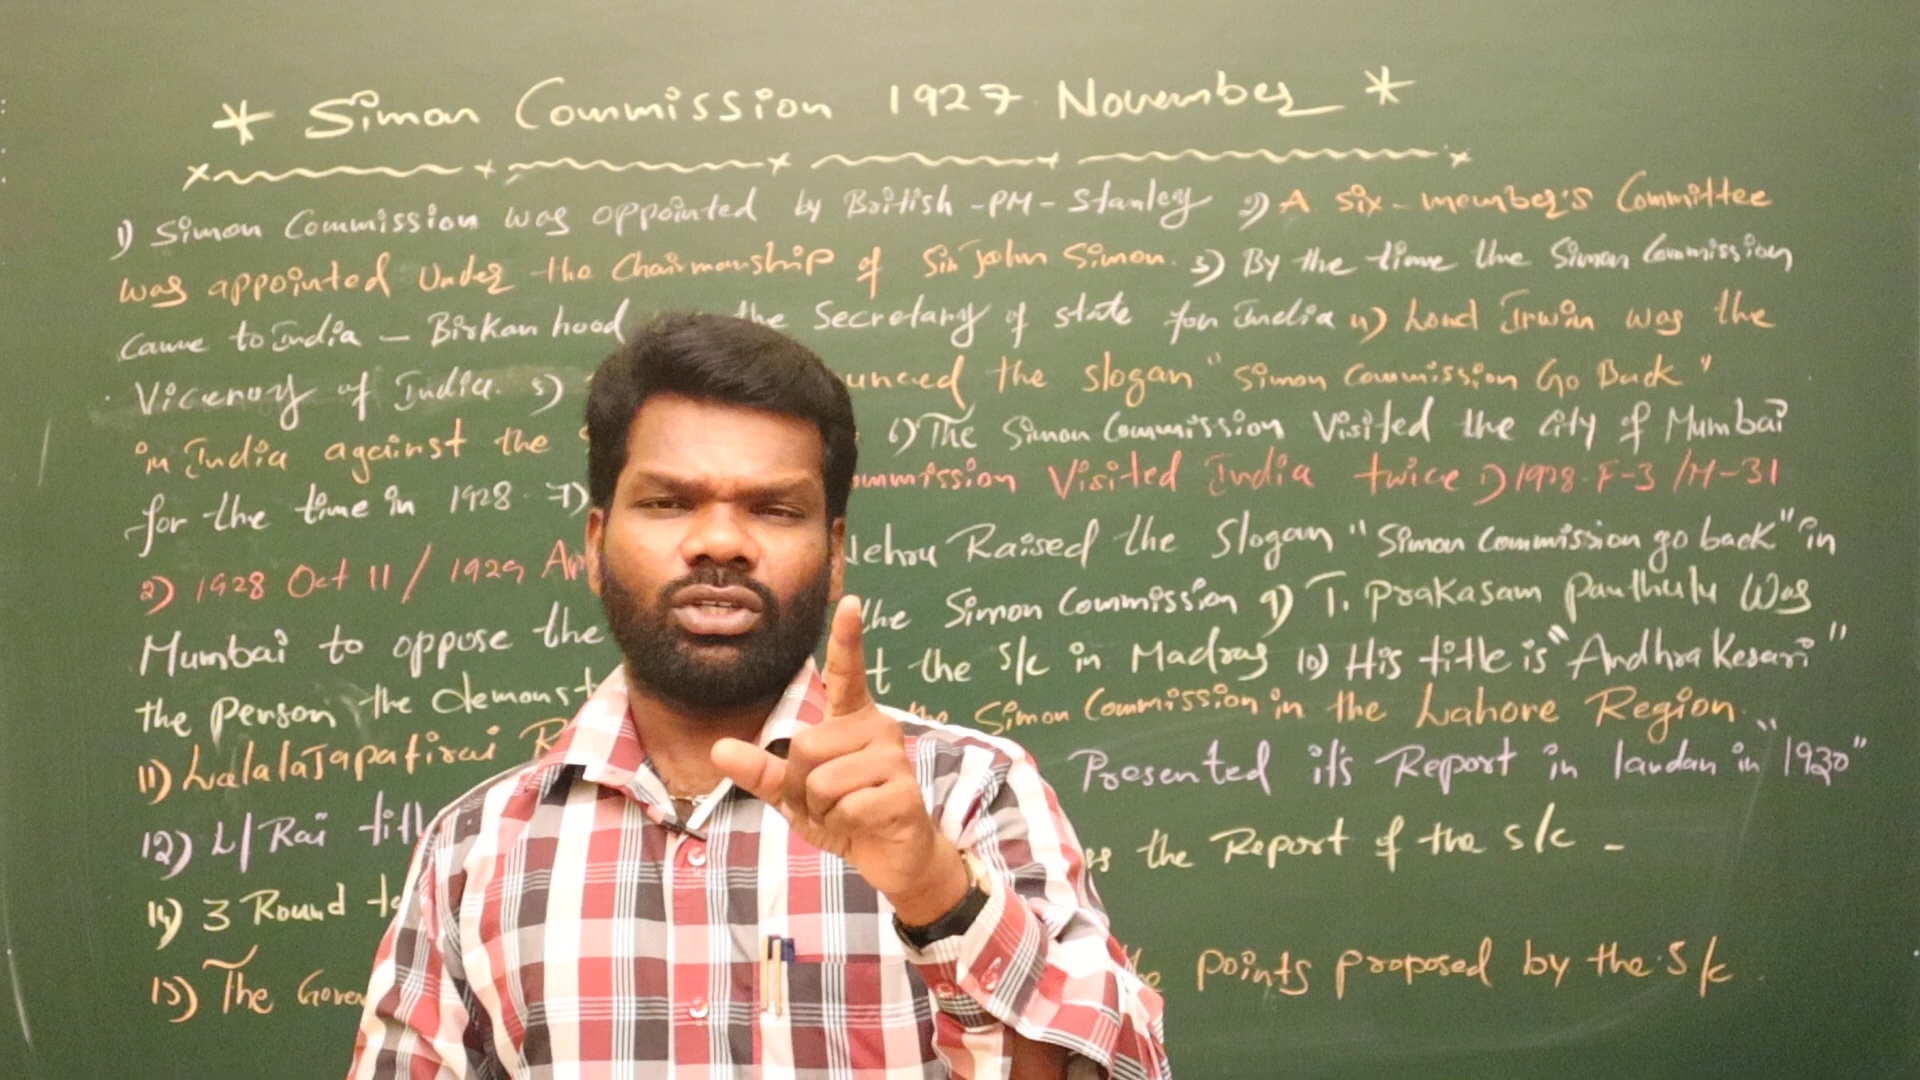 * Simon Commission 1927 November *
1) Simon Commission was appointed by British - PM - Stanley 2) A six - member's Committee
was appointed Under the Chairmanship of Sir John Simon. 3) By the time the Simon Commission
Came to India - Birkan hood the Secretary of state for India 4) Lord Irwin was the
Viceroy of India. 5) unced the slogan "Simon Commission Go Back"
in India against the 6) The Simon Commission Visited the city of Mumbai
for the time in 1928. 7) ommission Visited India twice 1) 1928. F-3 / M-31
2) 1928 Oct 11 / 1929 Ap Nehru Raised the Slogan "Simon Commission go back" in
Mumbai to oppose the the Simon Commission 9) T. Prakasam Panthulu Was
the Person the demonst t the S/c in Madras 10) His title is "Andhra Kesari"
11) Lalalajapatirai R the Simon Commission in the Lahore Region
12) L/Rai titl Presented it's Report in landan in "1930"
the Report of the S/c -
14) 3 Round ta
15) The Gover points proposed by the S/c